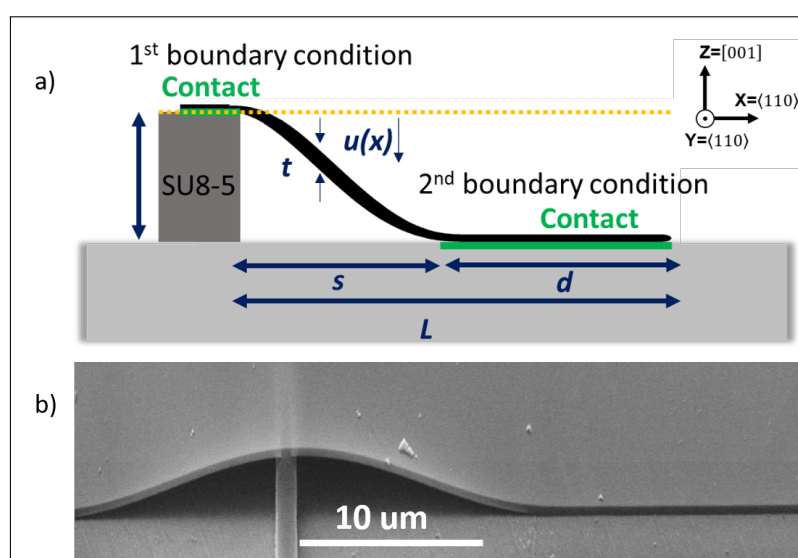 a)
1st boundary condition
Contact
Z=[001]
X=⟨110⟩
Y=⟨110⟩
u(x)
t
SU8-5
2nd boundary condition
Contact
s
d
L
b)
10 um